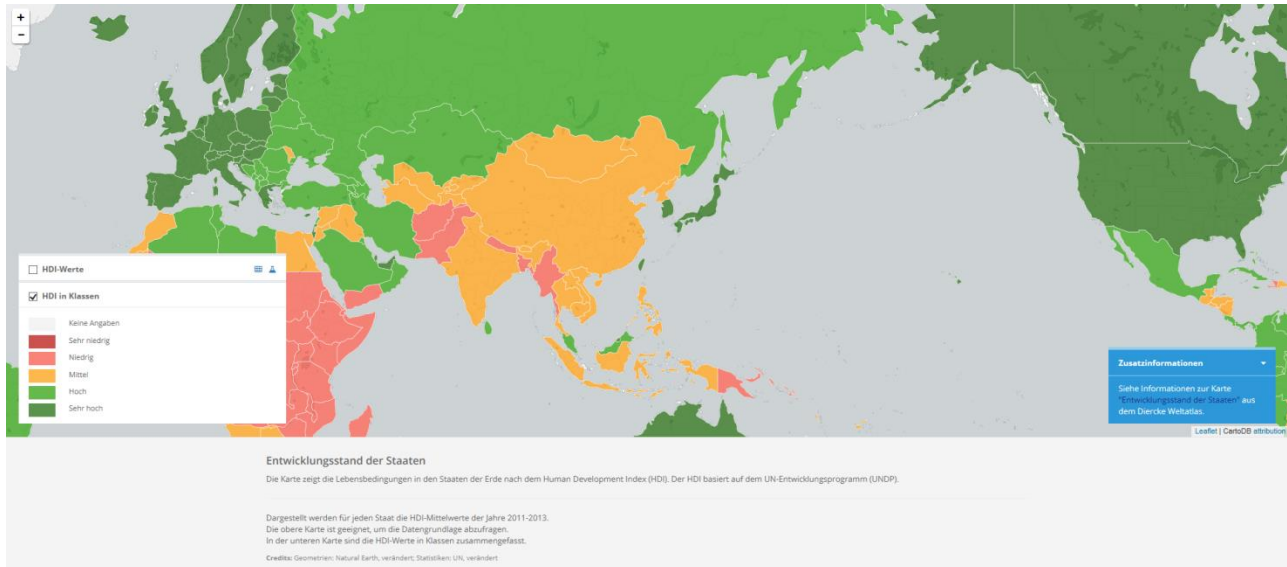 +
−
HDI-Werte
HDI in Klassen
Keine Angaben
Sehr niedrig
Niedrig
Mittel
Hoch
Sehr hoch
Zusatzinformationen
Siehe Informationen zur Karte
"Entwicklungsstand der Staaten" aus
dem Diercke Weltatlas.
Leaflet | CartoDB attribution
Entwicklungsstand der Staaten
Die Karte zeigt die Lebensbedingungen in den Staaten der Erde nach dem Human Development Index (HDI). Der HDI basiert auf dem UN-Entwicklungsprogramm (UNDP).
Dargestellt werden für jeden Staat die HDI-Mittelwerte der Jahre 2011-2013.
Die obere Karte ist geeignet, um die Datengrundlage abzufragen.
In der unteren Karte sind die HDI-Werte in Klassen zusammengefasst.
Credits: Geometrien: Natural Earth, verändert; Statistiken: UN, verändert